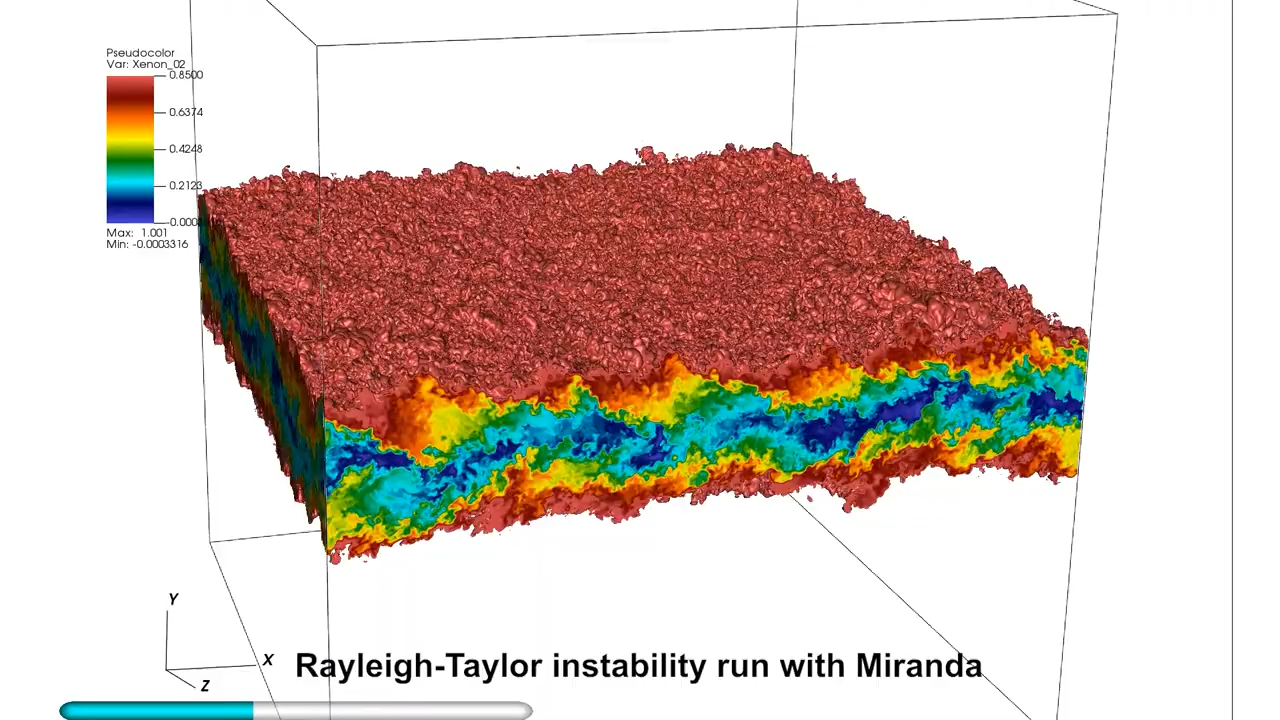 Pseudocolor
Var: Xenon_02
0.8500
0.6374
0.4248
0.2123
Max: 1.001
Min: -0.0003316
Y
X
Z
Rayleigh-Taylor instability run with Miranda